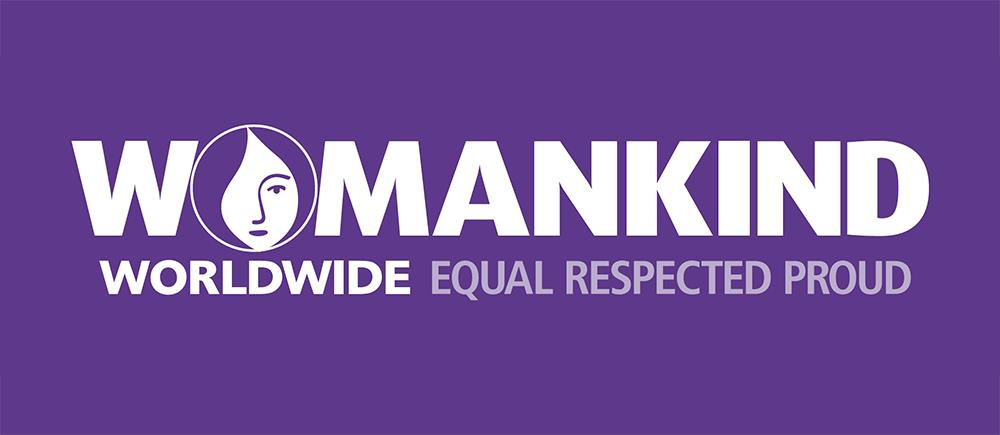 WOMANKIND
WORLDWIDE EQUAL RESPECTED PROUD